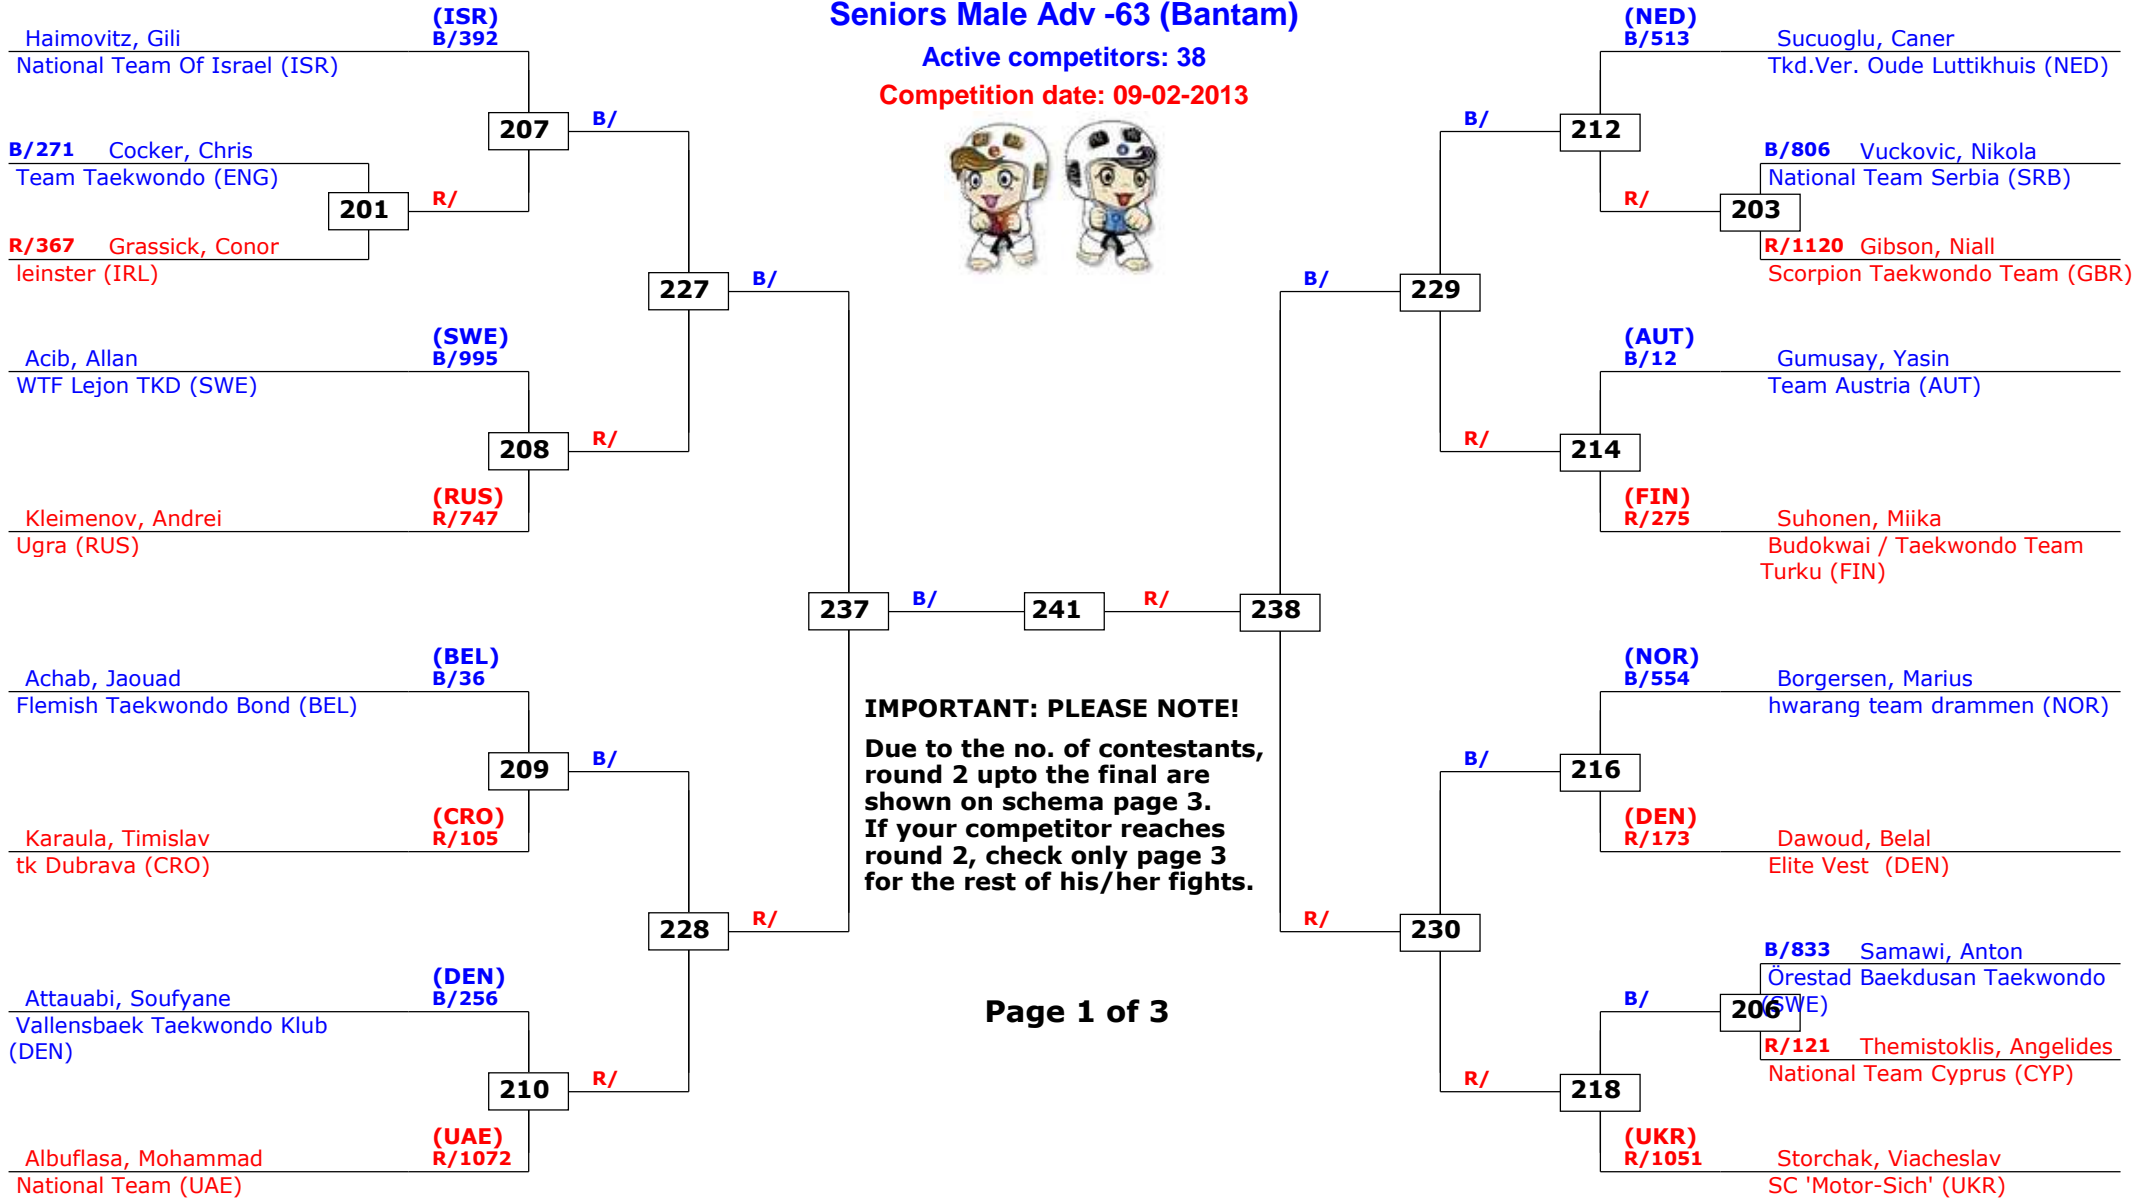 Seniors Male Adv -63 (Bantam)
Active competitors: 38
Competition date: 09-02-2013
(ISR)
Haimovitz, Gili B/392
National Team Of Israel (ISR)
207 B/
B/271 Cocker, Chris
Team Taekwondo (ENG)
201 R/
R/367 Grassick, Conor
leinster (IRL)
227 B/
(SWE)
Acib, Allan B/995
WTF Lejon TKD (SWE)
208 R/
(RUS)
Kleimenov, Andrei R/747
Ugra (RUS)
237 B/ 241 R/ 238
(BEL)
Achab, Jaouad B/36
Flemish Taekwondo Bond (BEL)
209 B/
(CRO)
Karaula, Timislav R/105
tk Dubrava (CRO)
228 R/
(DEN)
Attauabi, Soufyane B/256
Vallensbaek Taekwondo Klub
(DEN)
210 R/
(UAE)
Albuflasa, Mohammad R/1072
National Team (UAE)
IMPORTANT: PLEASE NOTE!
Due to the no. of contestants,
round 2 upto the final are
shown on schema page 3.
If your competitor reaches
round 2, check only page 3
for the rest of his/her fights.
Page 1 of 3
(NED)
B/513 Sucuoglu, Caner
Tkd.Ver. Oude Luttikhuis (NED)
B/ 212
B/806 Vuckovic, Nikola
National Team Serbia (SRB)
R/ 203
R/1120 Gibson, Niall
Scorpion Taekwondo Team (GBR)
B/ 229
(AUT)
B/12 Gumusay, Yasin
Team Austria (AUT)
R/ 214
(FIN)
R/275 Suhonen, Miika
Budokwai / Taekwondo Team
Turku (FIN)
(NOR)
B/554 Borgersen, Marius
hwarang team drammen (NOR)
B/ 216
(DEN)
R/173 Dawoud, Belal
Elite Vest (DEN)
R/ 230
B/833 Samawi, Anton
Örestad Baekdusan Taekwondo
(SWE)
B/ 206
R/121 Themistoklis, Angelides
National Team Cyprus (CYP)
R/ 218
(UKR)
R/1051 Storchak, Viacheslav
SC 'Motor-Sich' (UKR)